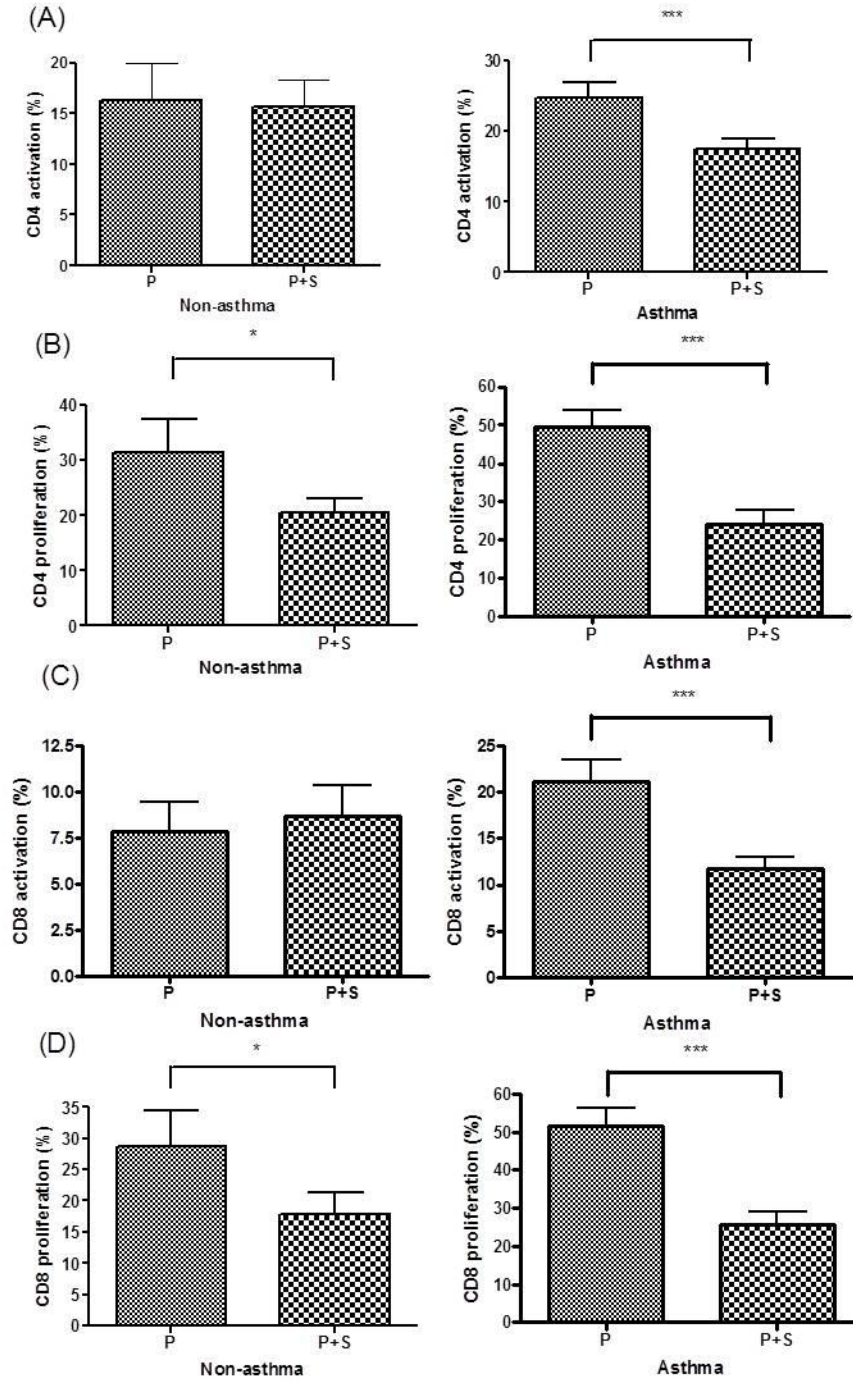 (A)
CD4 activation (%)
20
15
10
5
0
P P+S
Non-asthma
***
CD4 activation (%)
30
20
10
0
P P+S
Asthma
(B)
*
CD4 proliferation (%)
40
30
20
10
0
P P+S
Non-asthma
***
CD4 proliferation (%)
60
50
40
30
20
10
0
P P+S
Asthma
(C)
CD8 activation (%)
12.5
10.0
7.5
5.0
2.5
0.0
P P+S
Non-asthma
***
CD8 activation (%)
25
20
15
10
5
0
P P+S
Asthma
(D)
*
CD8 proliferation (%)
35
30
25
20
15
10
5
0
P P+S
Non-asthma
***
CD8 proliferation (%)
60
50
40
30
20
10
0
P P+S
Asthma